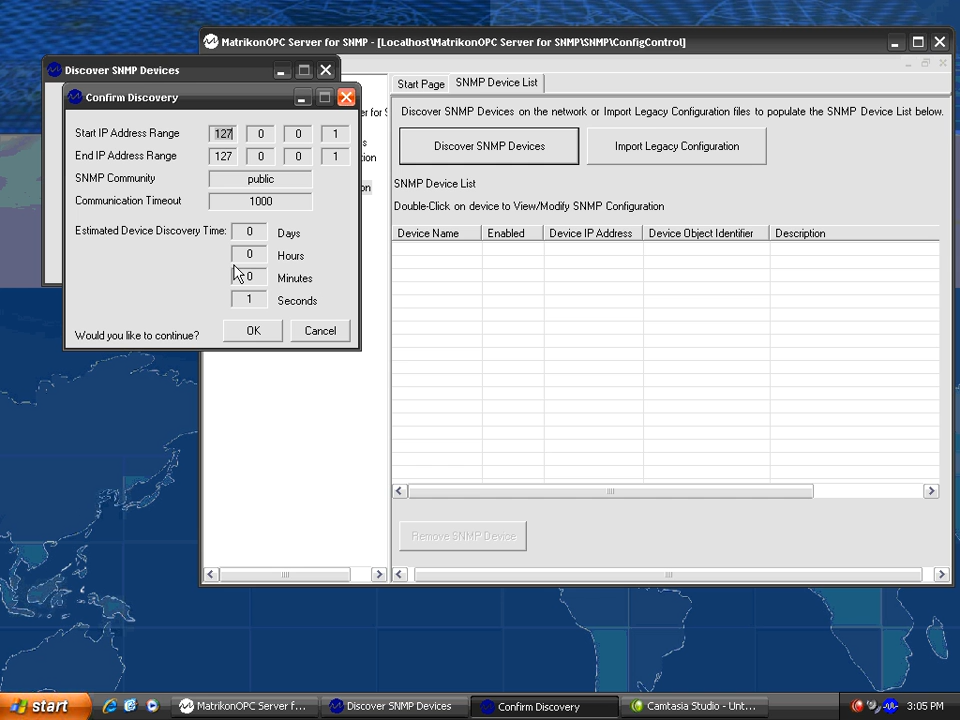 MatrikonOPC Server for SNMP - [Localhost\MatrikonOPC Server for SNMP\SNMP\ConfigControl]
Discover SNMP Devices
Confirm Discovery
Start IP Address Range 127 0 0 1
End IP Address Range 127 0 0 1
SNMP Community public
Communication Timeout 1000
Estimated Device Discovery Time: 0 Days
0 Hours
0 Minutes
1 Seconds
Would you like to continue? OK Cancel
Start Page SNMP Device List
Discover SNMP Devices on the network or Import Legacy Configuration files to populate the SNMP Device List below.
Discover SNMP Devices Import Legacy Configuration
SNMP Device List
Double-Click on device to View/Modify SNMP Configuration
Device Name Enabled Device IP Address Device Object Identifier Description
Remove SNMP Device
start MatrikonOPC Server f... Discover SNMP Devices Confirm Discovery Camtasia Studio - Unt... 3:05 PM